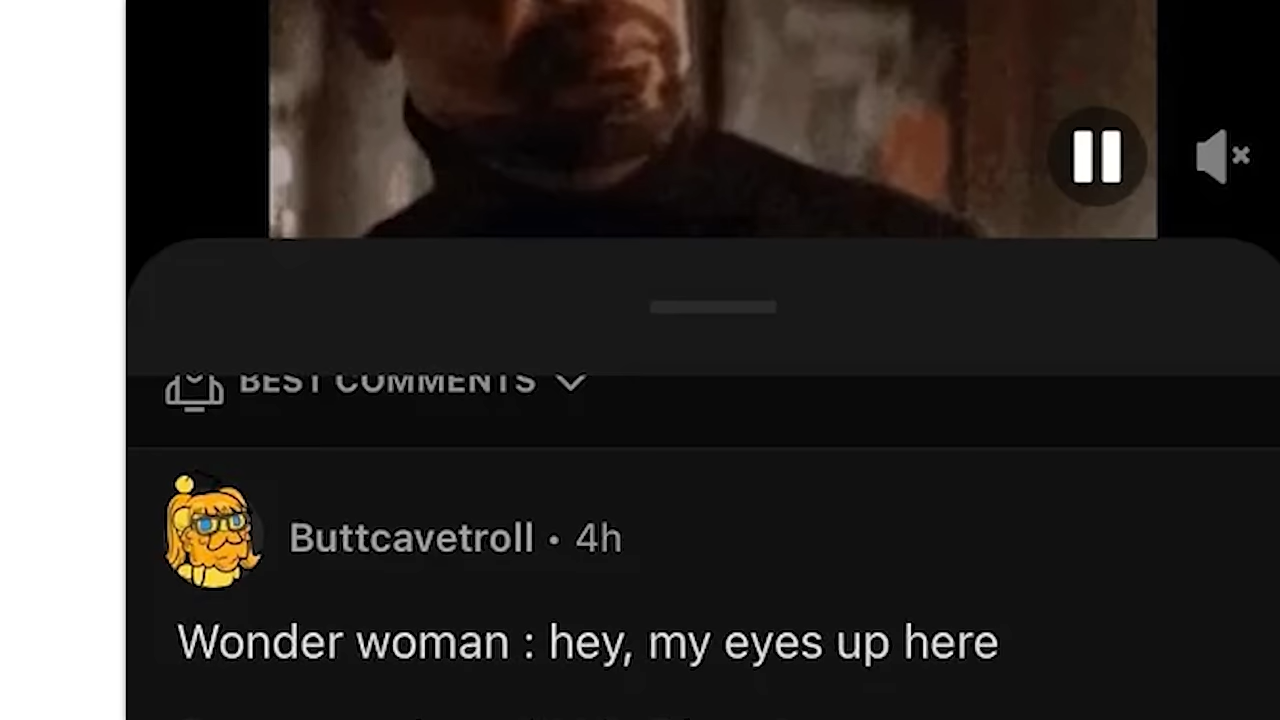 BEST COMMENTS
Buttcavetroll • 4h
Wonder woman : hey, my eyes up here